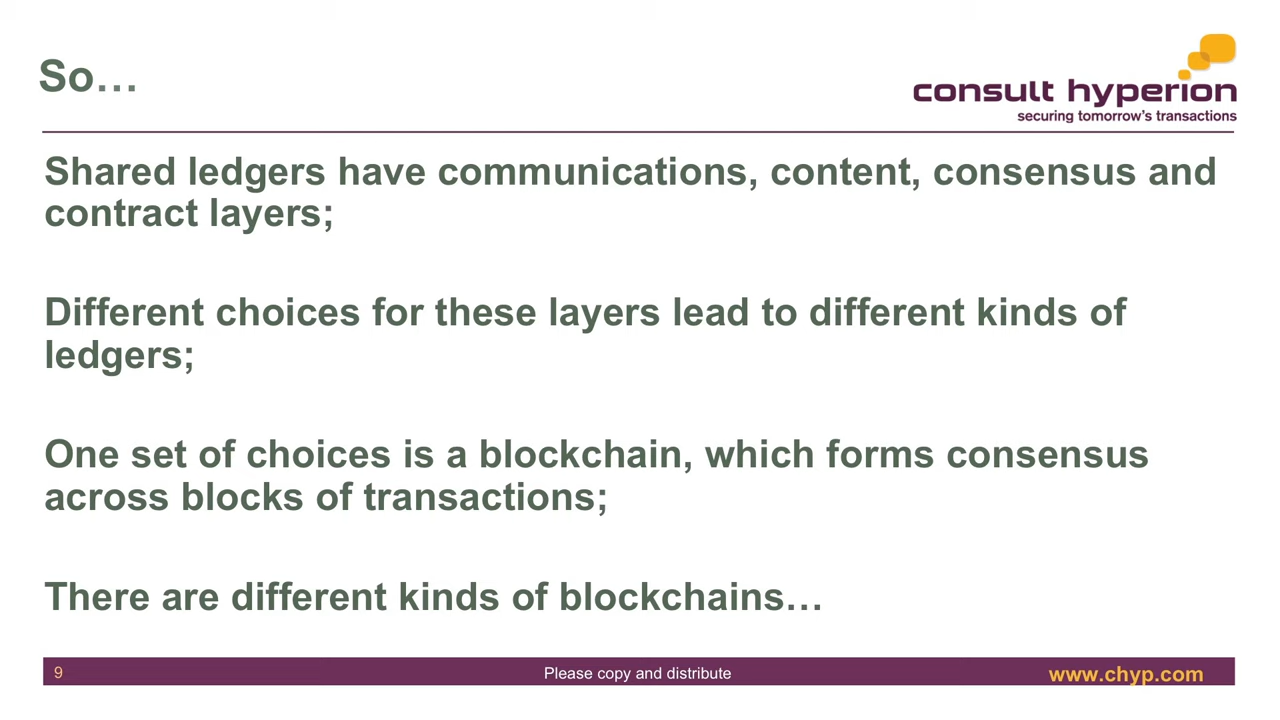 So…
consult hyperion
securing tomorrow's transactions
Shared ledgers have communications, content, consensus and
contract layers;
Different choices for these layers lead to different kinds of
ledgers;
One set of choices is a blockchain, which forms consensus
across blocks of transactions;
There are different kinds of blockchains…
9
Please copy and distribute
www.chyp.com